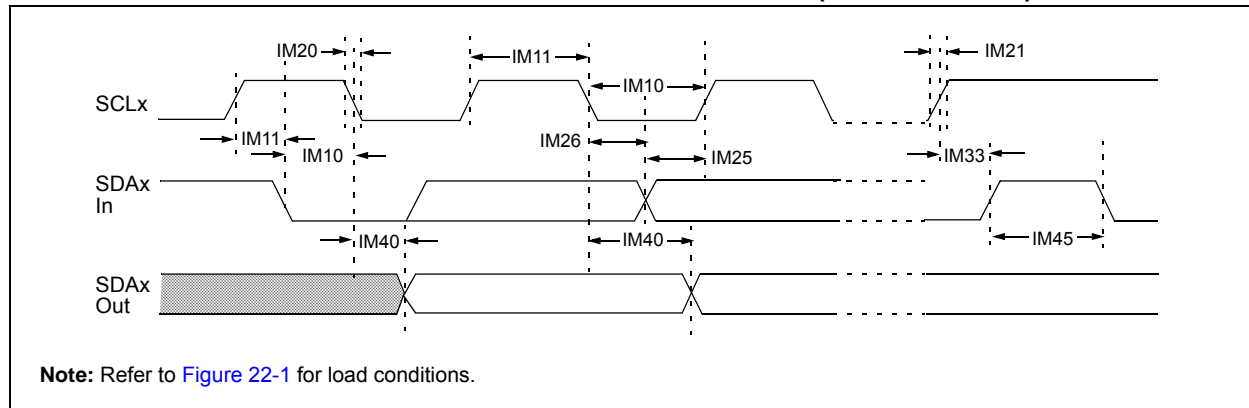 IM20
IM11
IM21
IM10
SCLx
IM11
IM10
IM26
IM25
IM33
SDAx
In
IM40
IM40
IM45
SDAx
Out
Note: Refer to Figure 22-1 for load conditions.